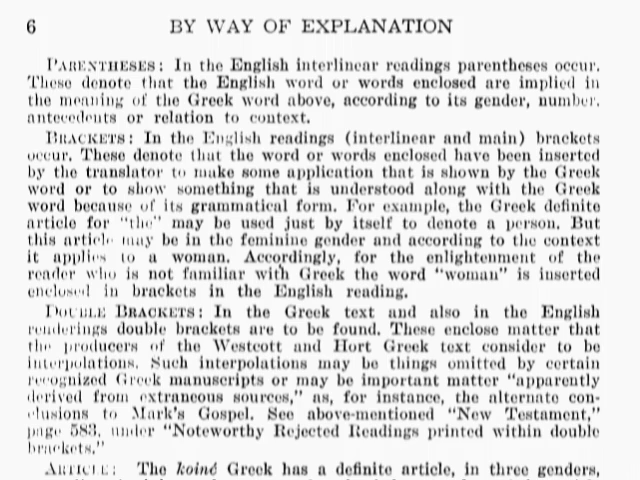 6 BY WAY OF EXPLANATION
PARENTHESES: In the English interlinear readings parentheses occur.
These denote that the English word or words enclosed are implied in
the meaning of the Greek word above, according to its gender, number,
antecedents or relation to context.
BRACKETS: In the English readings (interlinear and main) brackets
occur. These denote that the word or words enclosed have been inserted
by the translator to make some application that is shown by the Greek
word or to show something that is understood along with the Greek
word because of its grammatical form. For example, the Greek definite
article for "the" may be used just by itself to denote a person. But
this article may be in the feminine gender and according to the context
it applies to a woman. Accordingly, for the enlightenment of the
reader who is not familiar with Greek the word "woman" is inserted
enclosed in brackets in the English reading.
DOUBLE BRACKETS: In the Greek text and also in the English
renderings double brackets are to be found. These enclose matter that
the producers of the Westcott and Hort Greek text consider to be
interpolations. Such interpolations may be things omitted by certain
recognized Greek manuscripts or may be important matter "apparently
derived from extraneous sources," as, for instance, the alternate con-
clusions to Mark's Gospel. See above-mentioned "New Testament,"
page 583, under "Noteworthy Rejected Readings printed within double
brackets."
ARTICLE: The koiné Greek has a definite article, in three genders,